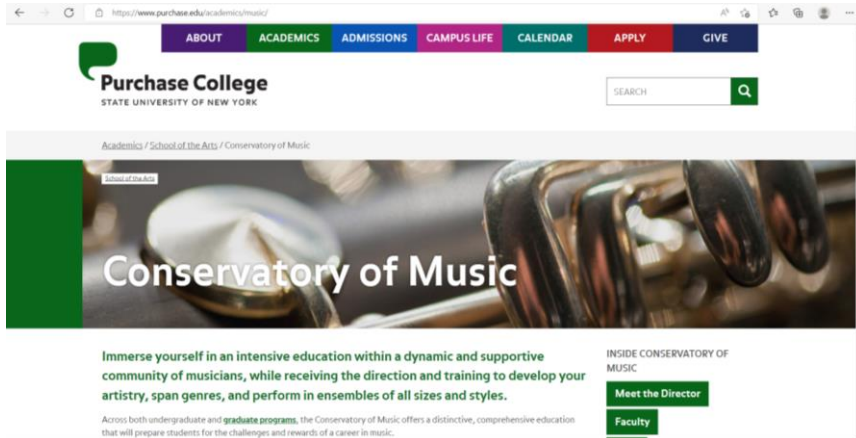 https://www.purchase.edu/academics/music/
ABOUT ACADEMICS ADMISSIONS CAMPUS LIFE CALENDAR APPLY GIVE
Purchase College
STATE UNIVERSITY OF NEW YORK
SEARCH
Academics / School of the Arts / Conservatory of Music
School of the Arts
Conservatory of Music
Immerse yourself in an intensive education within a dynamic and supportive
community of musicians, while receiving the direction and training to develop your
artistry, span genres, and perform in ensembles of all sizes and styles.
Across both undergraduate and graduate programs, the Conservatory of Music offers a distinctive, comprehensive education
that will prepare students for the challenges and rewards of a career in music.
INSIDE CONSERVATORY OF
MUSIC
Meet the Director
Faculty